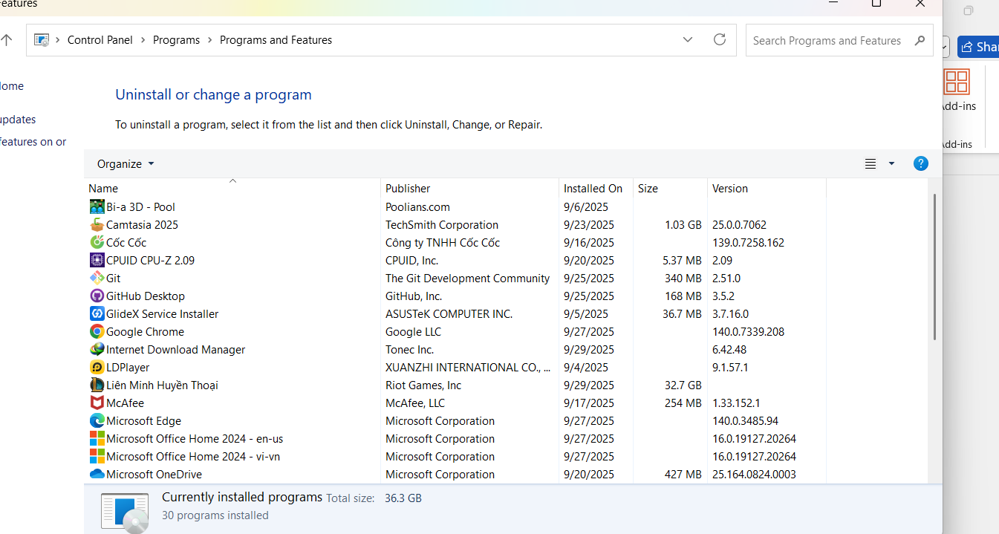 eatures
Control Panel > Programs > Programs and Features
Search Programs and Features
Shar
ome
updates
features on or
Add-ins
Add-ins
Uninstall or change a program
To uninstall a program, select it from the list and then click Uninstall, Change, or Repair.
Organize
?
Name Publisher Installed On Size Version
Bi-a 3D - Pool Poolians.com 9/6/2025
Camtasia 2025 TechSmith Corporation 9/23/2025 1.03 GB 25.0.0.7062
Cốc Cốc Công ty TNHH Cốc Cốc 9/16/2025 139.0.7258.162
CPUID CPU-Z 2.09 CPUID, Inc. 9/20/2025 5.37 MB 2.09
Git The Git Development Community 9/25/2025 340 MB 2.51.0
GitHub Desktop GitHub, Inc. 9/25/2025 168 MB 3.5.2
GlideX Service Installer ASUSTeK COMPUTER INC. 9/5/2025 36.7 MB 3.7.16.0
Google Chrome Google LLC 9/27/2025 140.0.7339.208
Internet Download Manager Tonec Inc. 9/29/2025 6.42.48
LDPlayer XUANZHI INTERNATIONAL CO., ... 9/4/2025 9.1.57.1
Liên Minh Huyền Thoại Riot Games, Inc 9/29/2025 32.7 GB
McAfee McAfee, LLC 9/17/2025 254 MB 1.33.152.1
Microsoft Edge Microsoft Corporation 9/27/2025 140.0.3485.94
Microsoft Office Home 2024 - en-us Microsoft Corporation 9/27/2025 16.0.19127.20264
Microsoft Office Home 2024 - vi-vn Microsoft Corporation 9/27/2025 16.0.19127.20264
Microsoft OneDrive Microsoft Corporation 9/20/2025 427 MB 25.164.0824.0003
Currently installed programs Total size: 36.3 GB
30 programs installed